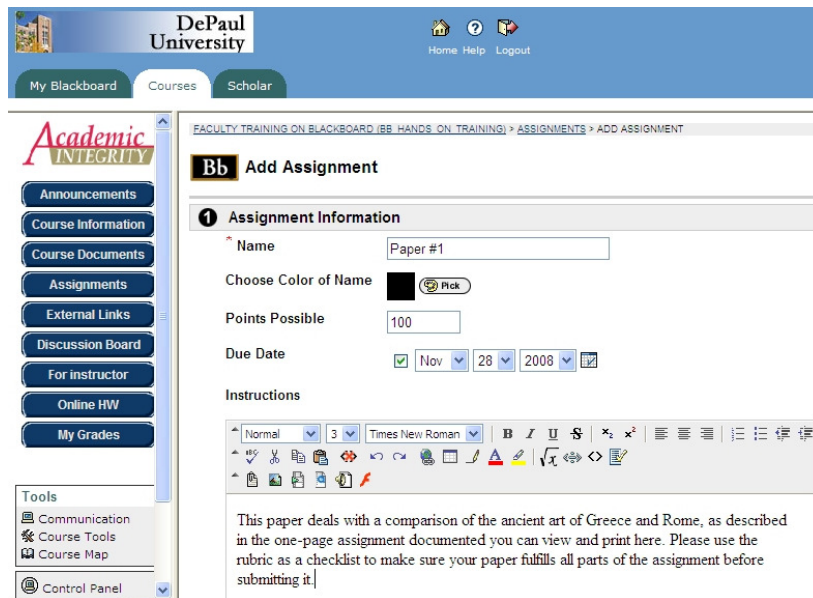 DePaul
University
Home Help Logout
My Blackboard Courses Scholar
Academic
INTEGRITY
Announcements
Course Information
Course Documents
Assignments
External Links
Discussion Board
For instructor
Online HW
My Grades
Tools
Communication
Course Tools
Course Map
Control Panel
FACULTY TRAINING ON BLACKBOARD (BB_HANDS_ON_TRAINING) > ASSIGNMENTS > ADD ASSIGNMENT
Bb Add Assignment
1 Assignment Information
* Name Paper #1
Choose Color of Name Pick
Points Possible 100
Due Date Nov 28 2008
Instructions
Normal 3 Times New Roman B I U S x₂ x²
ABC A √x <>
This paper deals with a comparison of the ancient art of Greece and Rome, as described
in the one-page assignment documented you can view and print here. Please use the
rubric as a checklist to make sure your paper fulfills all parts of the assignment before
submitting it.